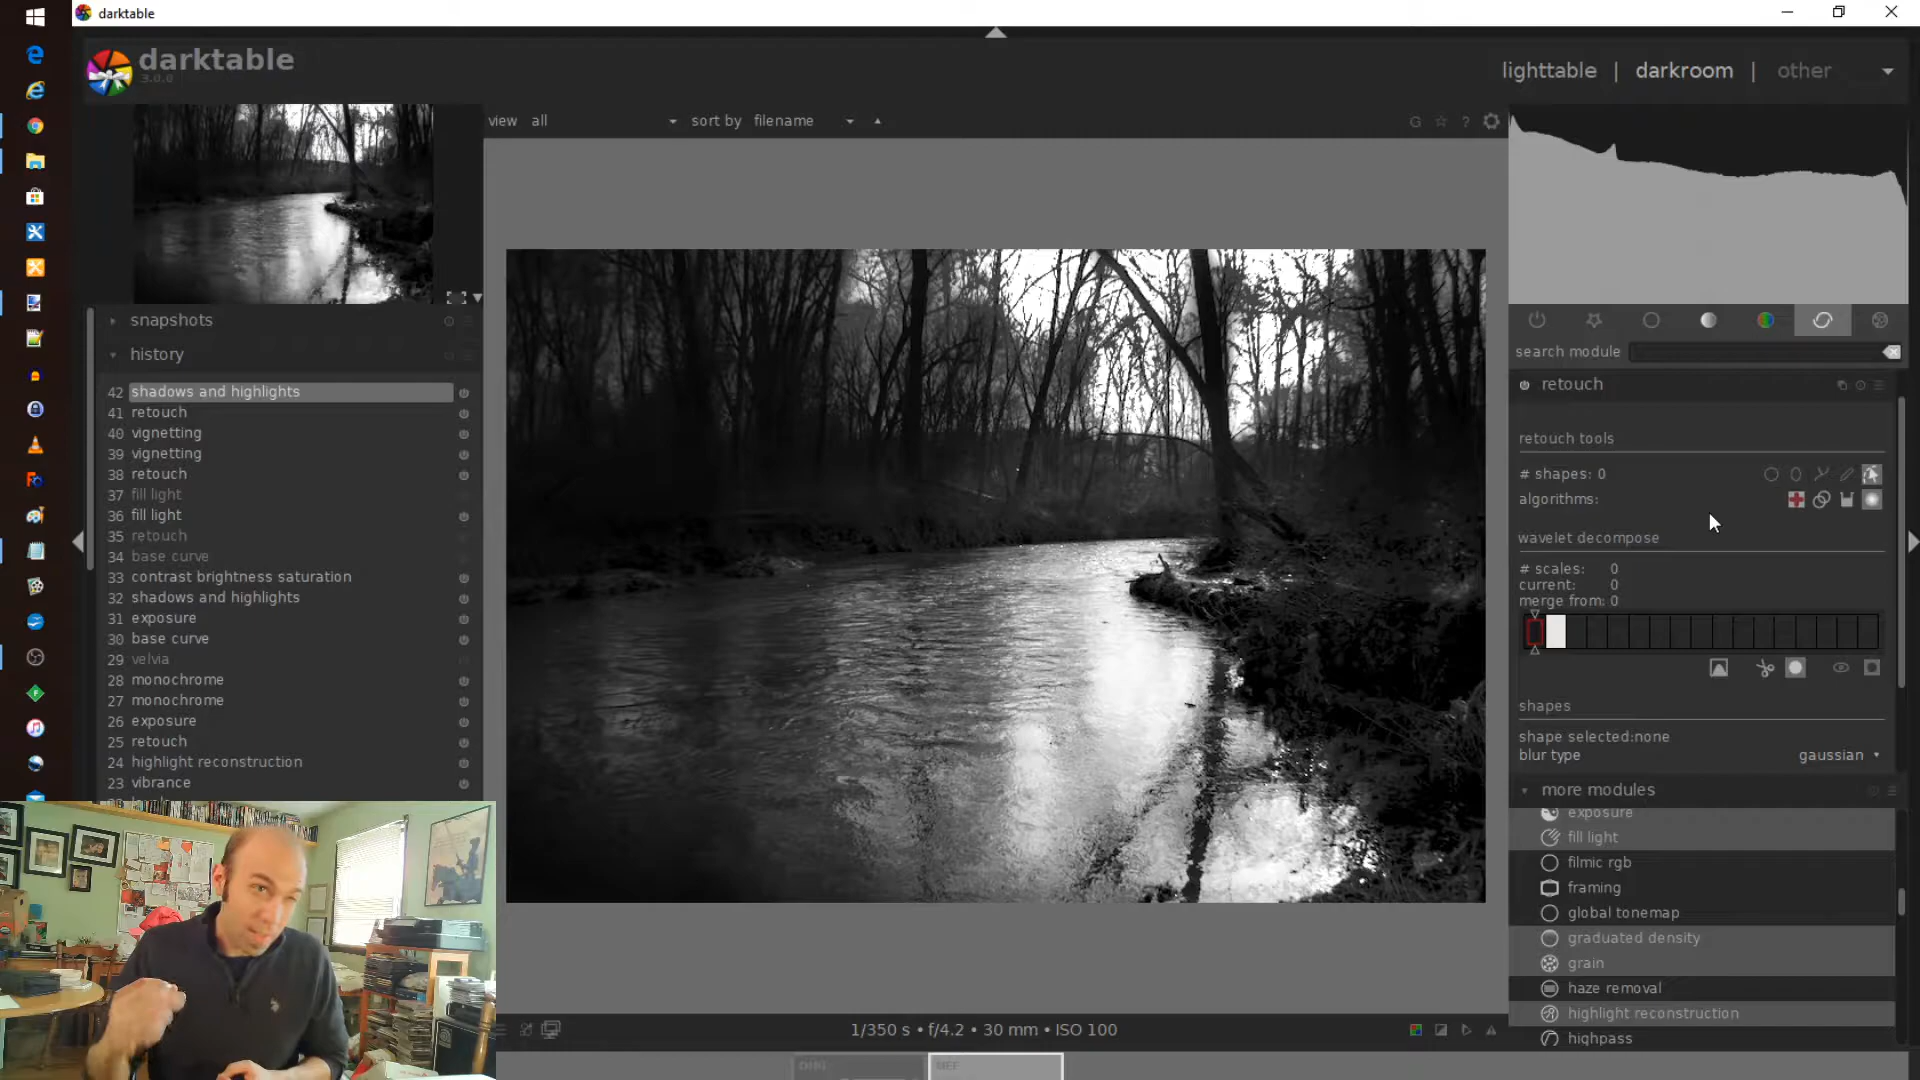 darktable
darktable
3.0.0
lighttable | darkroom | other
view all
sort by filename
G ☆ ?
snapshots
history
42 shadows and highlights
41 retouch
40 vignetting
39 vignetting
38 retouch
37 fill light
36 fill light
35 retouch
34 base curve
33 contrast brightness saturation
32 shadows and highlights
31 exposure
30 base curve
29 velvia
28 monochrome
27 monochrome
26 exposure
25 retouch
24 highlight reconstruction
23 vibrance
search module
retouch
retouch tools
# shapes: 0
algorithms:
wavelet decompose
# scales: 0
current: 0
merge from: 0
shapes
shape selected:none
blur type gaussian
more modules
exposure
fill light
filmic rgb
framing
global tonemap
graduated density
grain
haze removal
highlight reconstruction
highpass
1/350 s • f/4.2 • 30 mm • ISO 100
DNG
NEF